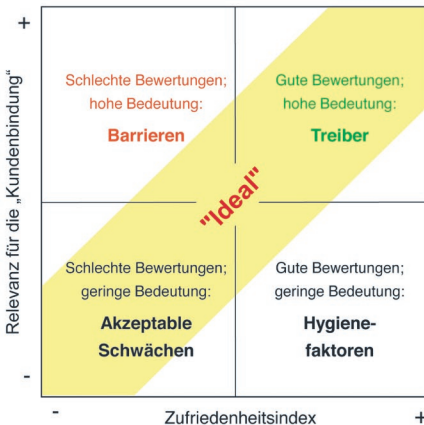 +
Relevanz für die „Kundenbindung“
Schlechte Bewertungen;
hohe Bedeutung:
Barrieren
Gute Bewertungen;
hohe Bedeutung:
Treiber
"Ideal"
Schlechte Bewertungen;
geringe Bedeutung:
Akzeptable
Schwächen
Gute Bewertungen;
geringe Bedeutung:
Hygiene-
faktoren
-
-
Zufriedenheitsindex
+